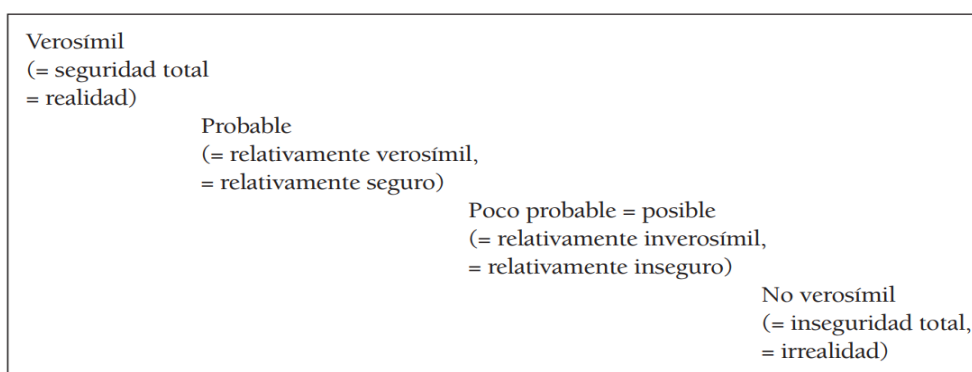 Verosímil
(= seguridad total
= realidad)
Probable
(= relativamente verosímil,
= relativamente seguro)
Poco probable = posible
(= relativamente inverosímil,
= relativamente inseguro)
No verosímil
(= inseguridad total,
= irrealidad)